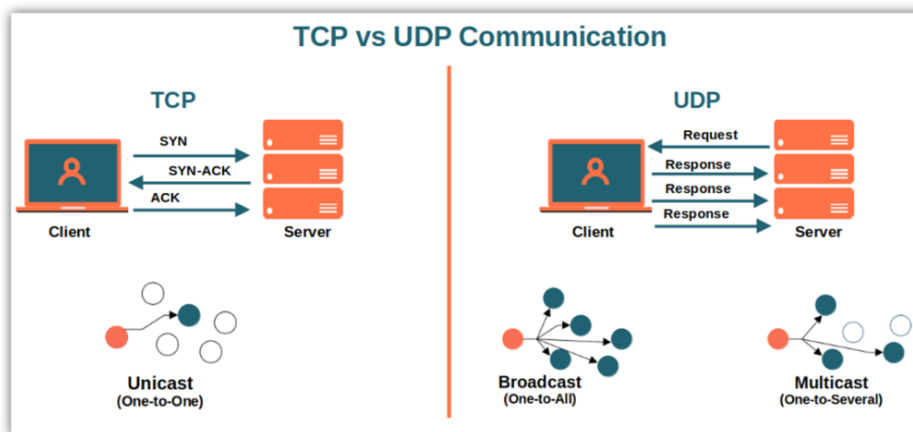 TCP vs UDP Communication
TCP
SYN
SYN-ACK
ACK
Client
Server
Unicast
(One-to-One)
UDP
Request
Response
Response
Response
Client
Server
Broadcast
(One-to-All)
Multicast
(One-to-Several)